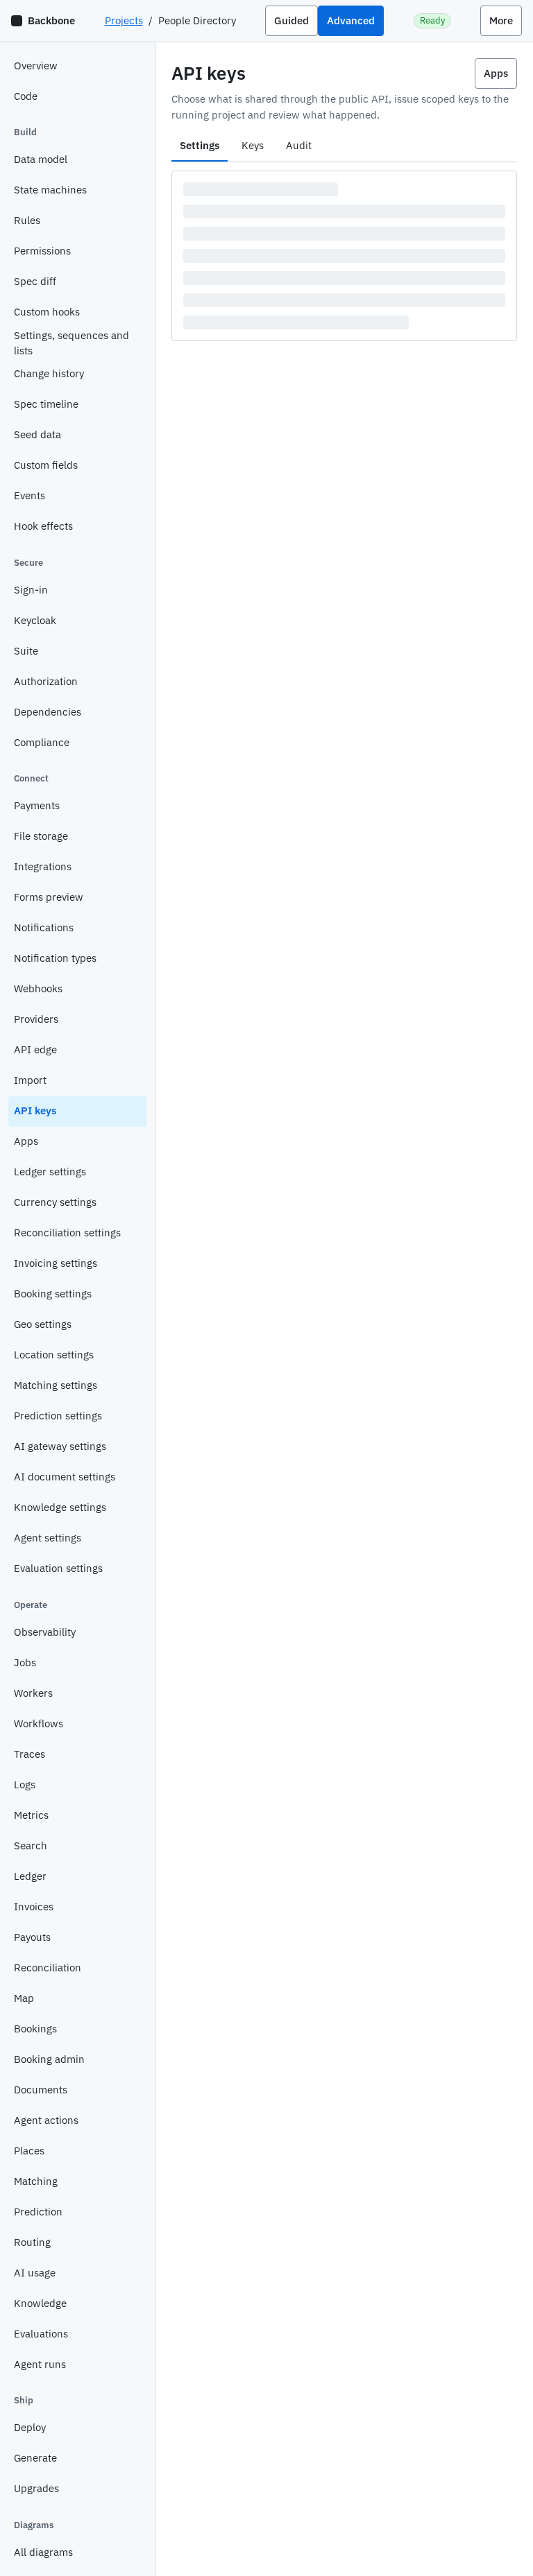 Backbone
Projects / People Directory
Guided
Advanced
Ready
More
Overview
Code
Build
Data model
State machines
Rules
Permissions
Spec diff
Custom hooks
Settings, sequences and
lists
Change history
Spec timeline
Seed data
Custom fields
Events
Hook effects
Secure
Sign-in
Keycloak
Suite
Authorization
Dependencies
Compliance
Connect
Payments
File storage
Integrations
Forms preview
Notifications
Notification types
Webhooks
Providers
API edge
Import
API keys
Apps
Ledger settings
Currency settings
Reconciliation settings
Invoicing settings
Booking settings
Geo settings
Location settings
Matching settings
Prediction settings
AI gateway settings
AI document settings
Knowledge settings
Agent settings
Evaluation settings
Operate
Observability
Jobs
Workers
Workflows
Traces
Logs
Metrics
Search
Ledger
Invoices
Payouts
Reconciliation
Map
Bookings
Booking admin
Documents
Agent actions
Places
Matching
Prediction
Routing
AI usage
Knowledge
Evaluations
Agent runs
Ship
Deploy
Generate
Upgrades
Diagrams
All diagrams
API keys
Apps
Choose what is shared through the public API, issue scoped keys to the
running project and review what happened.
Settings
Keys
Audit